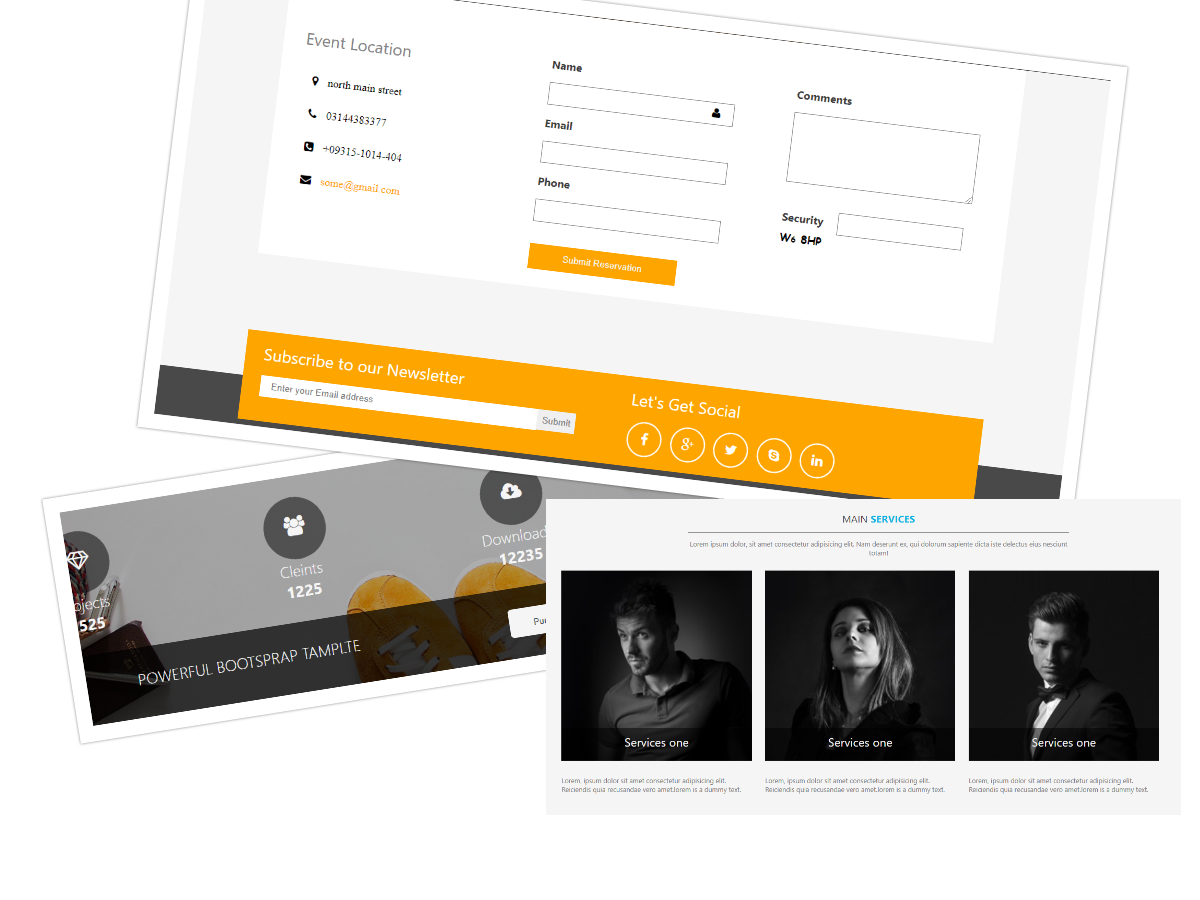 Event Location
north main street
03144383377
+09315-1014-404
some@gmail.com
Name
Email
Phone
Submit Reservation
Comments
Security
W6 8HP
Subscribe to our Newsletter
Enter your Email address
Submit
Let's Get Social
ojects
525
Cleints
1225
Download
12235
POWERFUL BOOTSPRAP TAMPLTE
Pu
MAIN SERVICES
Lorem ipsum dolor, sit amet consectetur adipisicing elit. Nam deserunt ex, qui dolorum sapiente dicta iste delectus eius nesciunt
totam!
Services one
Services one
Services one
Lorem, ipsum dolor sit amet consectetur adipisicing elit.
Reiciendis quia recusandae vero amet.lorem is a dummy text.
Lorem, ipsum dolor sit amet consectetur adipisicing elit.
Reiciendis quia recusandae vero amet.lorem is a dummy text.
Lorem, ipsum dolor sit amet consectetur adipisicing elit.
Reiciendis quia recusandae vero amet.lorem is a dummy text.